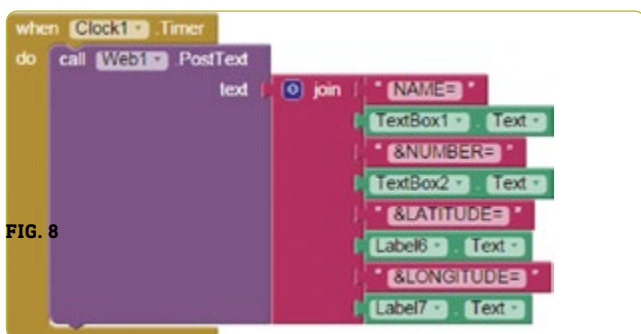 when Clock1 .Timer
do call Web1 .PostText
text join " NAME= "
TextBox1 . Text
" &NUMBER= "
TextBox2 . Text
" &LATITUDE= "
Label6 . Text
" &LONGITUDE= "
Label7 . Text
FIG. 8